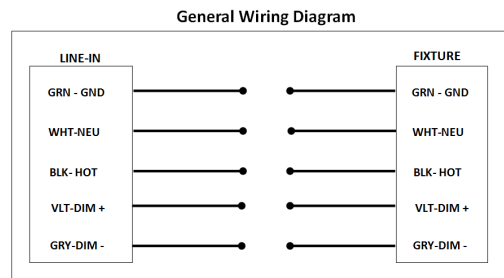 General Wiring Diagram
LINE-IN
GRN - GND
WHT-NEU
BLK- HOT
VLT-DIM +
GRY-DIM -
FIXTURE
GRN - GND
WHT-NEU
BLK- HOT
VLT-DIM +
GRY-DIM -